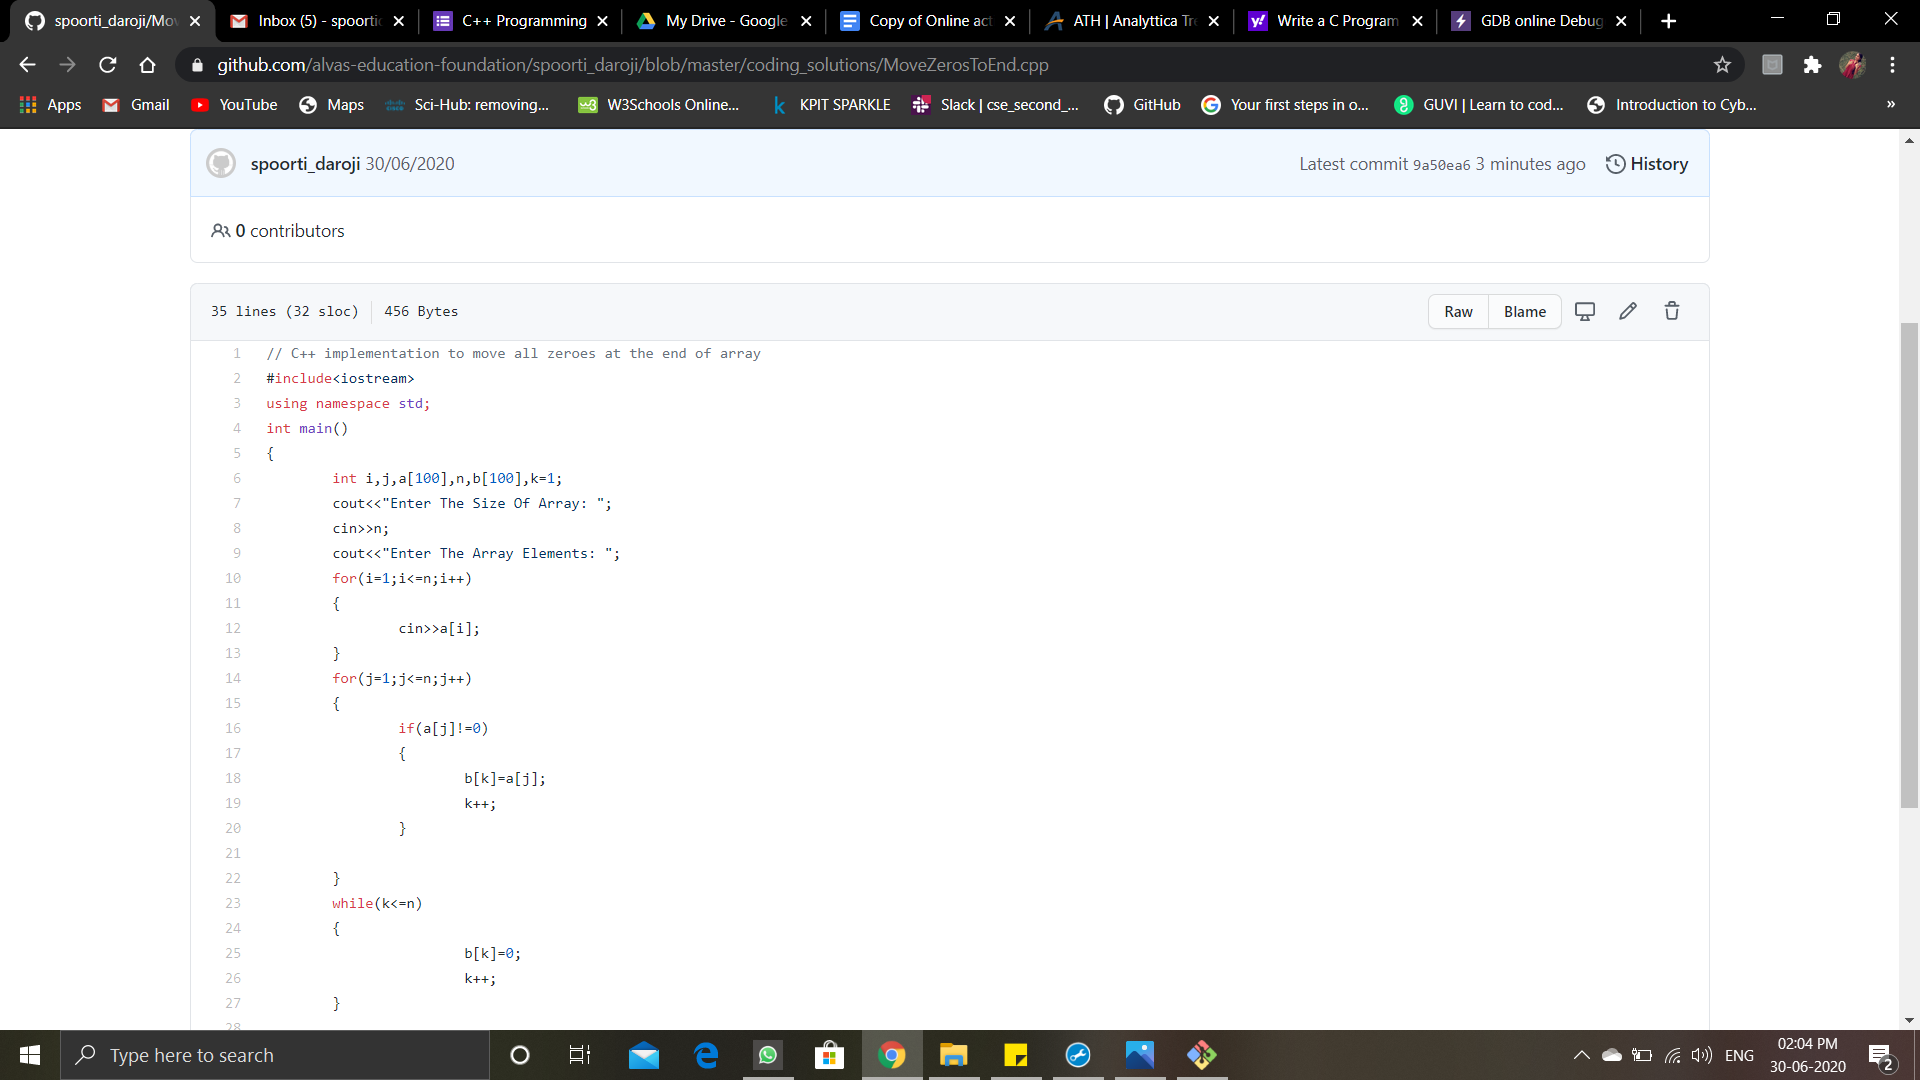 spoorti_daroji/Mov
Inbox (5) - spoortic
C++ Programming
My Drive - Google
Copy of Online act
ATH | Analyttica Tre
Write a C Program
GDB online Debug
github.com/alvas-education-foundation/spoorti_daroji/blob/master/coding_solutions/MoveZerosToEnd.cpp
Apps
Gmail
YouTube
Maps
Sci-Hub: removing...
W3Schools Online...
KPIT SPARKLE
Slack | cse_second_...
GitHub
Your first steps in o...
GUVI | Learn to cod...
Introduction to Cyb...
»
spoorti_daroji 30/06/2020
Latest commit 9a50ea6 3 minutes ago
History
0 contributors
35 lines (32 sloc)
456 Bytes
Raw
Blame
1 // C++ implementation to move all zeroes at the end of array
2 #include<iostream>
3 using namespace std;
4 int main()
5 {
6 int i,j,a[100],n,b[100],k=1;
7 cout<<"Enter The Size Of Array: ";
8 cin>>n;
9 cout<<"Enter The Array Elements: ";
10 for(i=1;i<=n;i++)
11 {
12 cin>>a[i];
13 }
14 for(j=1;j<=n;j++)
15 {
16 if(a[j]!=0)
17 {
18 b[k]=a[j];
19 k++;
20 }
21
22 }
23 while(k<=n)
24 {
25 b[k]=0;
26 k++;
27 }
28
Type here to search
ENG
02:04 PM
30-06-2020
2